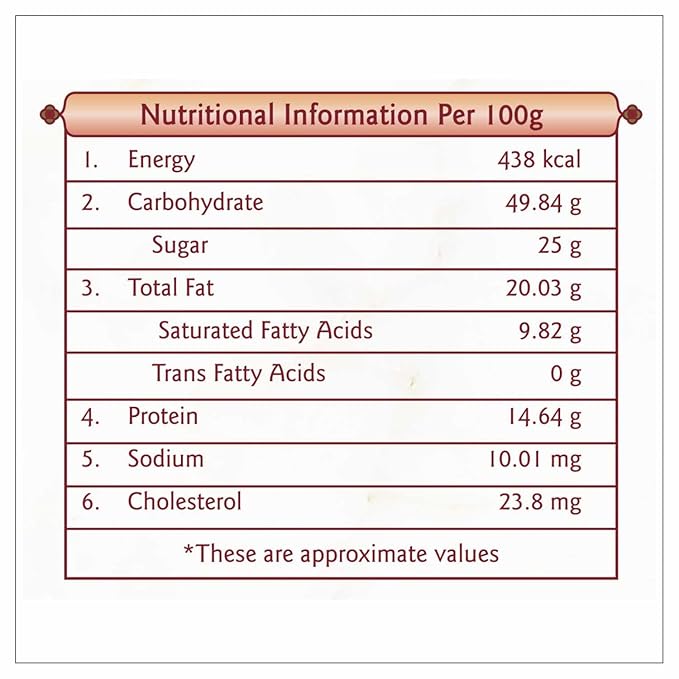 Nutritional Information Per 100g
1. Energy 438 kcal
2. Carbohydrate 49.84 g
Sugar 25 g
3. Total Fat 20.03 g
Saturated Fatty Acids 9.82 g
Trans Fatty Acids 0 g
4. Protein 14.64 g
5. Sodium 10.01 mg
6. Cholesterol 23.8 mg
*These are approximate values